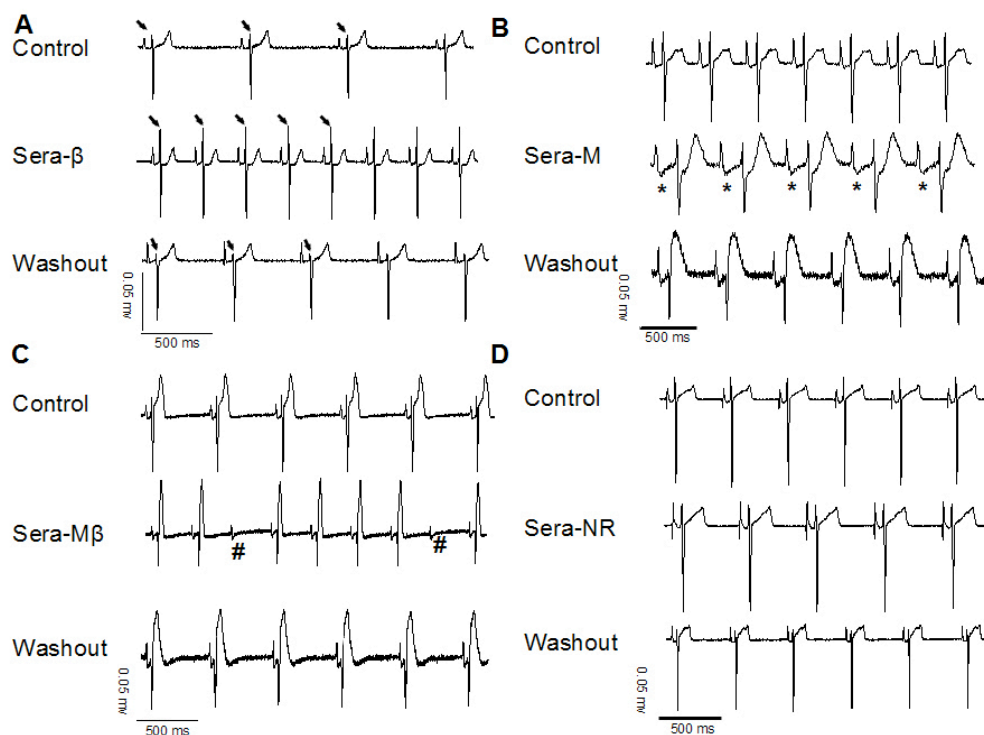 A
Control
Sera-β
Washout
0.05 mv
500 ms
B
Control
Sera-M
* * * * *
Washout
0.05 mv
500 ms
C
Control
Sera-Mβ
# #
Washout
0.05 mv
500 ms
D
Control
Sera-NR
Washout
0.05 mv
500 ms